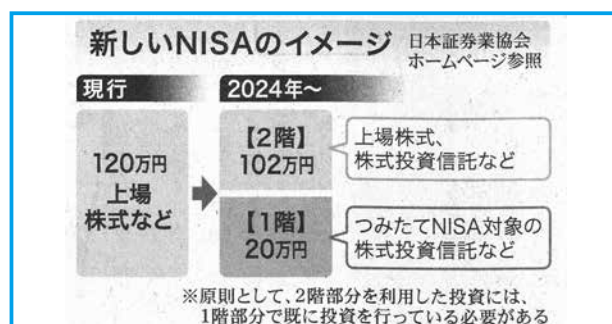 新しいNISAのイメージ
日本証券業協会
ホームページ参照
現行
2024年〜
120万円
上場
株式など
【2階】
102万円
上場株式、
株式投資信託など
【1階】
20万円
つみたてNISA対象の
株式投資信託など
※原則として、2階部分を利用した投資には、
1階部分で既に投資を行っている必要がある